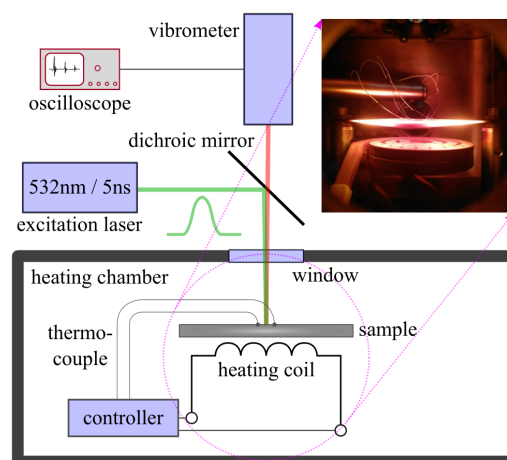 vibrometer
oscilloscope
dichroic mirror
532nm / 5ns
excitation laser
heating chamber
window
thermo-
couple
sample
heating coil
controller